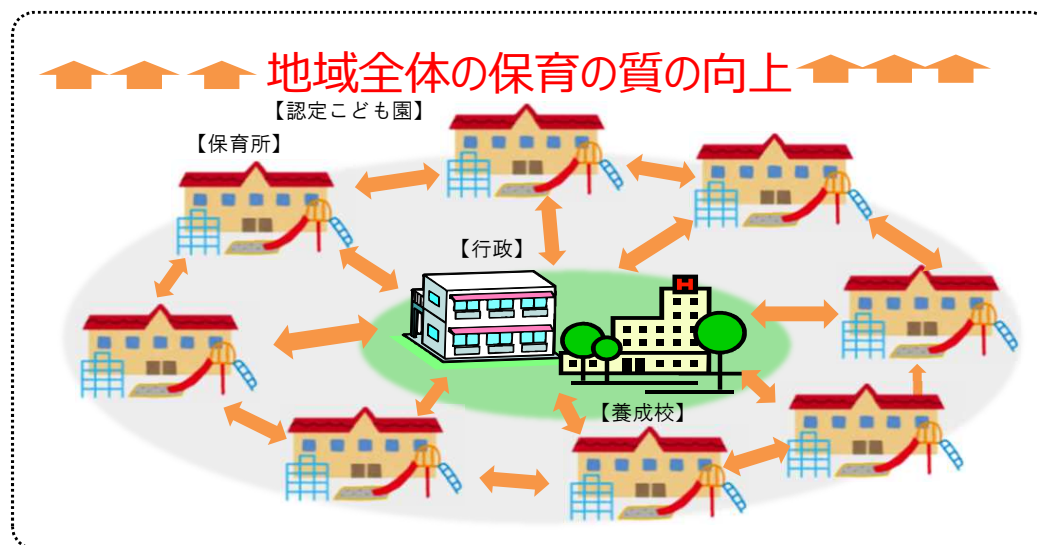 地域全体の保育の質の向上
【認定こども園】
【保育所】
【行政】
H
【養成校】